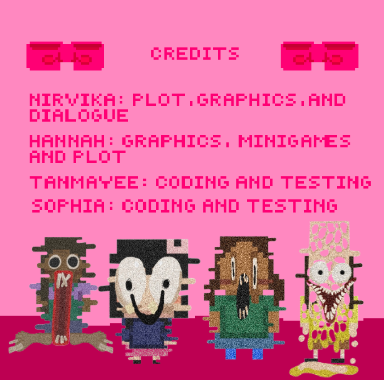 CREDITS
NIRVIKA: PLOT,GRAPHICS,AND
DIALOGUE
HANNAH: GRAPHICS, MINIGAMES
AND PLOT
TANMAYEE: CODING AND TESTING
SOPHIA: CODING AND TESTING